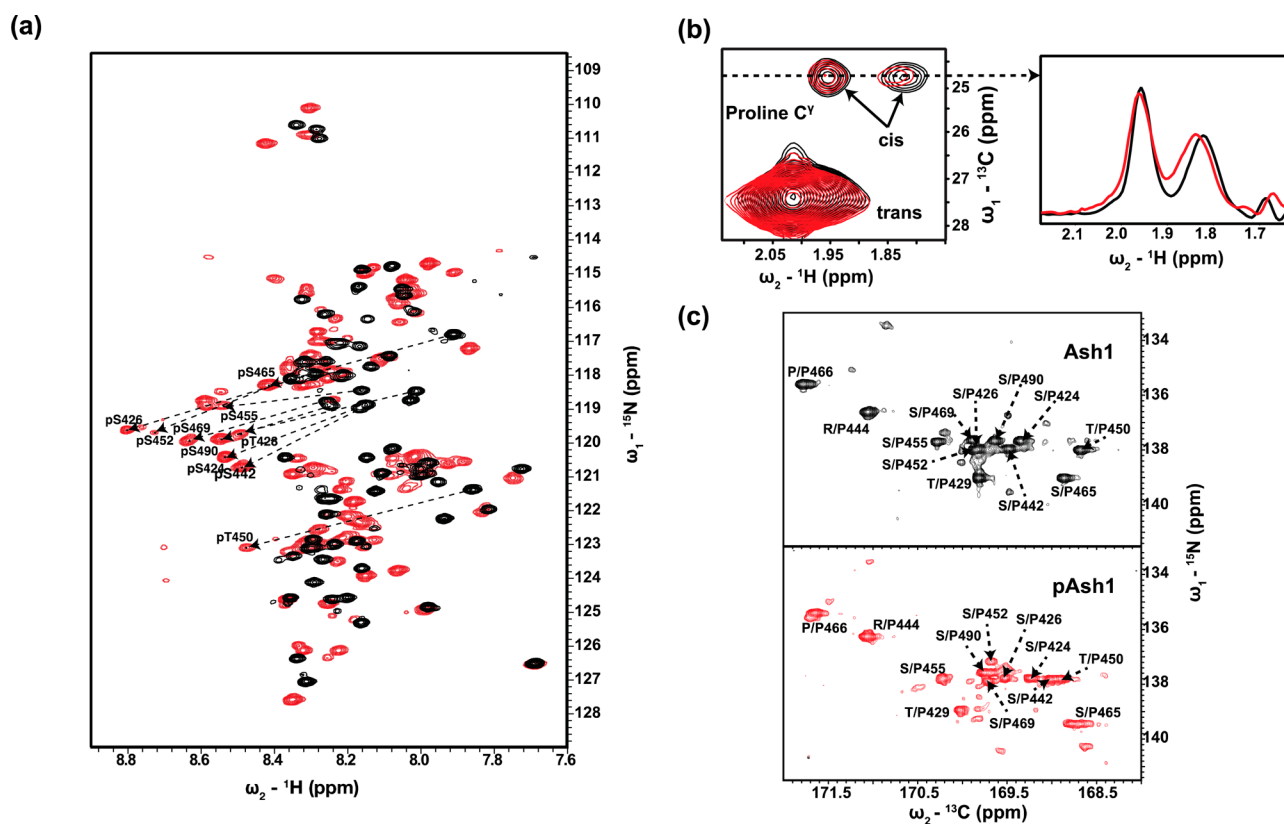 (a)
109
110
111
112
113
114
115
116
117
118
119
120
121
122
123
124
125
126
127
128
ω1 - 15N (ppm)
8.8
8.6
8.4
8.2
8.0
7.8
7.6
ω2 - 1H (ppm)
pS465
pS426
pS455
pS452
pS469
pT428
pS490
pS424
pS442
pT450
(b)
Proline Cγ
cis
trans
25
26
27
28
ω1 - 13C (ppm)
2.05
1.95
1.85
ω2 - 1H (ppm)
2.1
2.0
1.9
1.8
1.7
ω2 - 1H (ppm)
(c)
Ash1
P/P466
R/P444
S/P426
S/P490
S/P469
S/P424
S/P455
S/P452
T/P450
T/P429
S/P442
S/P465
134
136
138
140
pAsh1
P/P466
R/P444
S/P452
S/P426
S/P490
S/P424
S/P455
T/P450
T/P429
S/P442
S/P469
S/P465
134
136
138
140
ω1 - 15N (ppm)
171.5
170.5
169.5
168.5
ω2 - 13C (ppm)